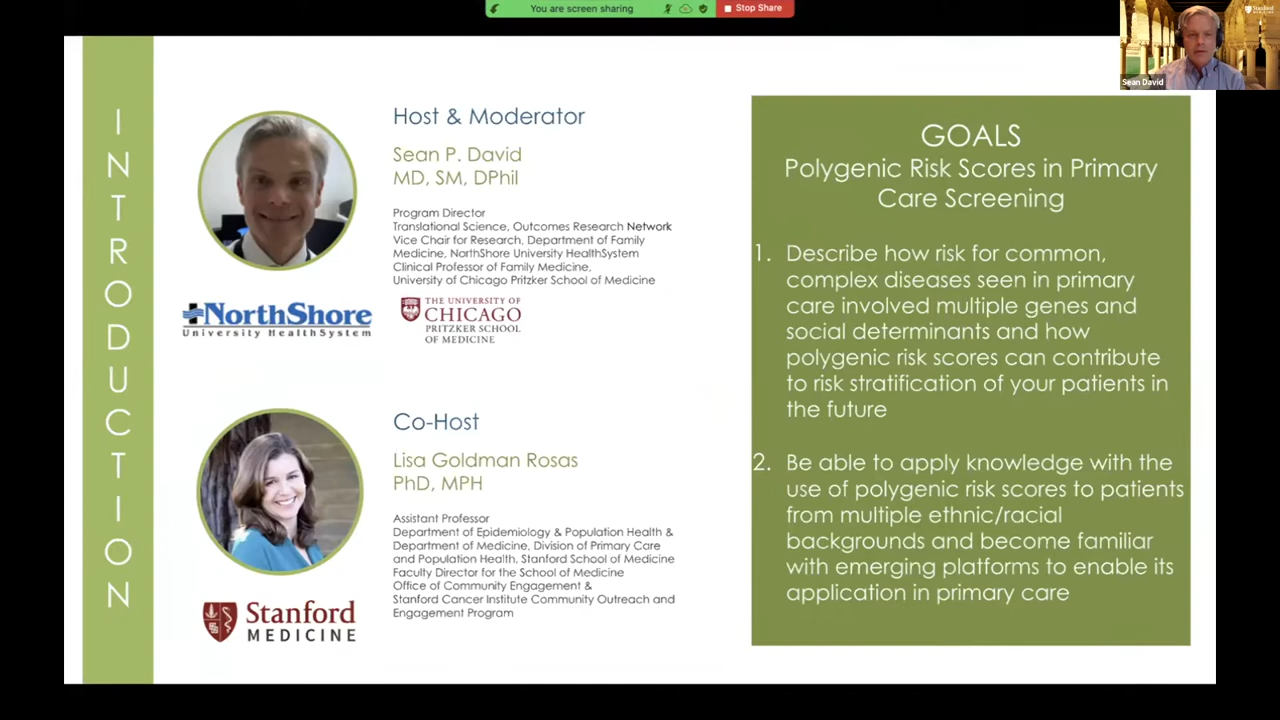 You are screen sharing
Stop Share
Stanford
MEDICINE
Sean David
INTRODUCTION
Host & Moderator
Sean P. David
MD, SM, DPhil
Program Director
Translational Science, Outcomes Research Network
Vice Chair for Research, Department of Family
Medicine, NorthShore University HealthSystem
Clinical Professor of Family Medicine,
University of Chicago Pritzker School of Medicine
NorthShore
University HealthSystem
THE UNIVERSITY OF
CHICAGO
PRITZKER SCHOOL
OF MEDICINE
Co-Host
Lisa Goldman Rosas
PhD, MPH
Assistant Professor
Department of Epidemiology & Population Health &
Department of Medicine, Division of Primary Care
and Population Health, Stanford School of Medicine
Faculty Director for the School of Medicine
Office of Community Engagement &
Stanford Cancer Institute Community Outreach and
Engagement Program
Stanford
MEDICINE
GOALS
Polygenic Risk Scores in Primary
Care Screening
1. Describe how risk for common,
complex diseases seen in primary
care involved multiple genes and
social determinants and how
polygenic risk scores can contribute
to risk stratification of your patients in
the future
2. Be able to apply knowledge with the
use of polygenic risk scores to patients
from multiple ethnic/racial
backgrounds and become familiar
with emerging platforms to enable its
application in primary care